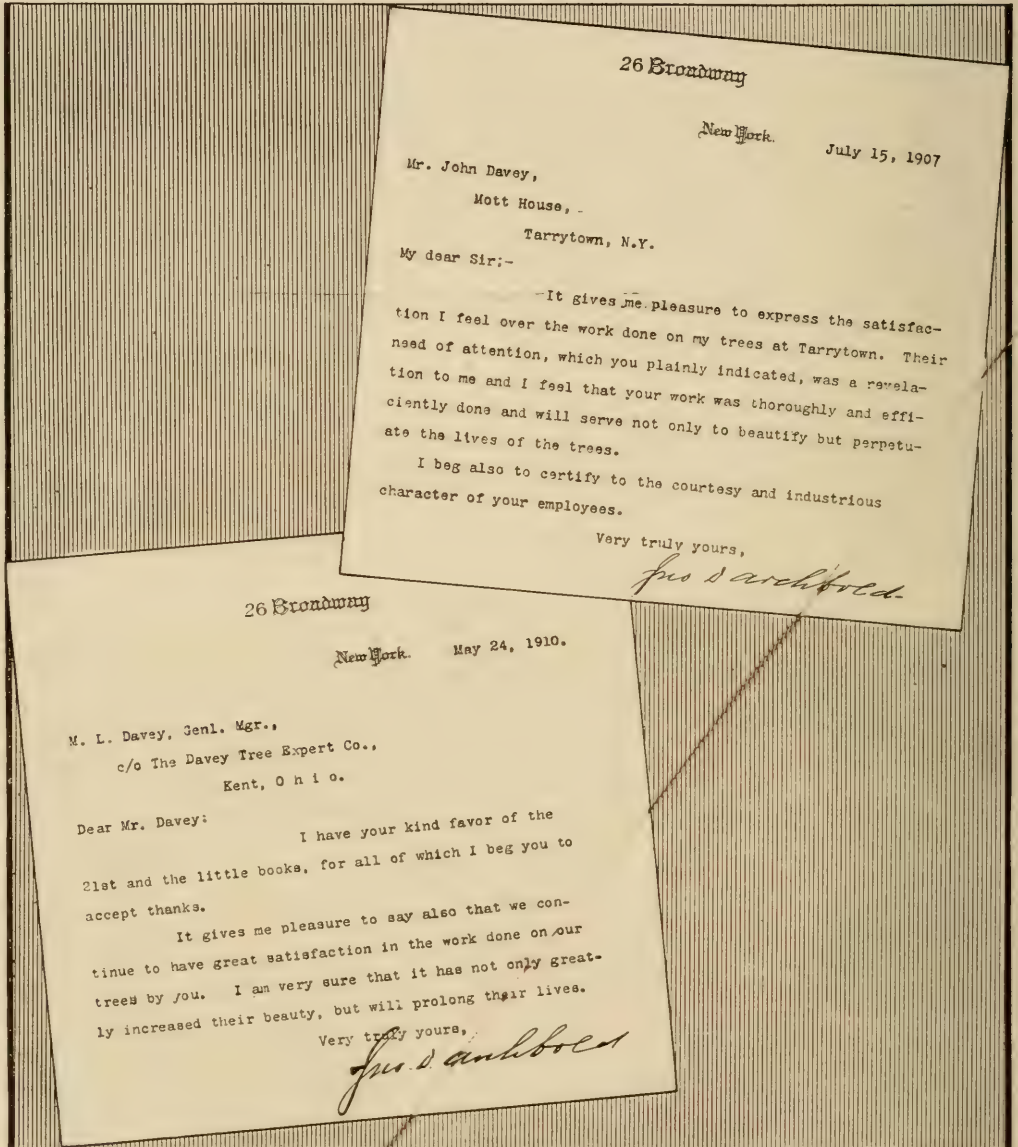 26 Broadway
New York.
July 15, 1907
Mr. John Davey,
Mott House,
Tarrytown, N.Y.
My dear Sir:-
It gives me pleasure to express the satisfac-
tion I feel over the work done on my trees at Tarrytown. Their
need of attention, which you plainly indicated, was a revela-
tion to me and I feel that your work was thoroughly and effi-
ciently done and will serve not only to beautify but perpetu-
ate the lives of the trees.
I beg also to certify to the courtesy and industrious
character of your employees.
Very truly yours,
Jno D Archbold.
26 Broadway
New York.
May 24, 1910.
M. L. Davey, Genl. Mgr.,
c/o The Davey Tree Expert Co.,
Kent, O h i o.
Dear Mr. Davey:
I have your kind favor of the
21st and the little books, for all of which I beg you to
accept thanks.
It gives me pleasure to say also that we con-
tinue to have great satisfaction in the work done on our
trees by you. I am very sure that it has not only great-
ly increased their beauty, but will prolong their lives.
Very truly yours,
Jno. D. Archbold